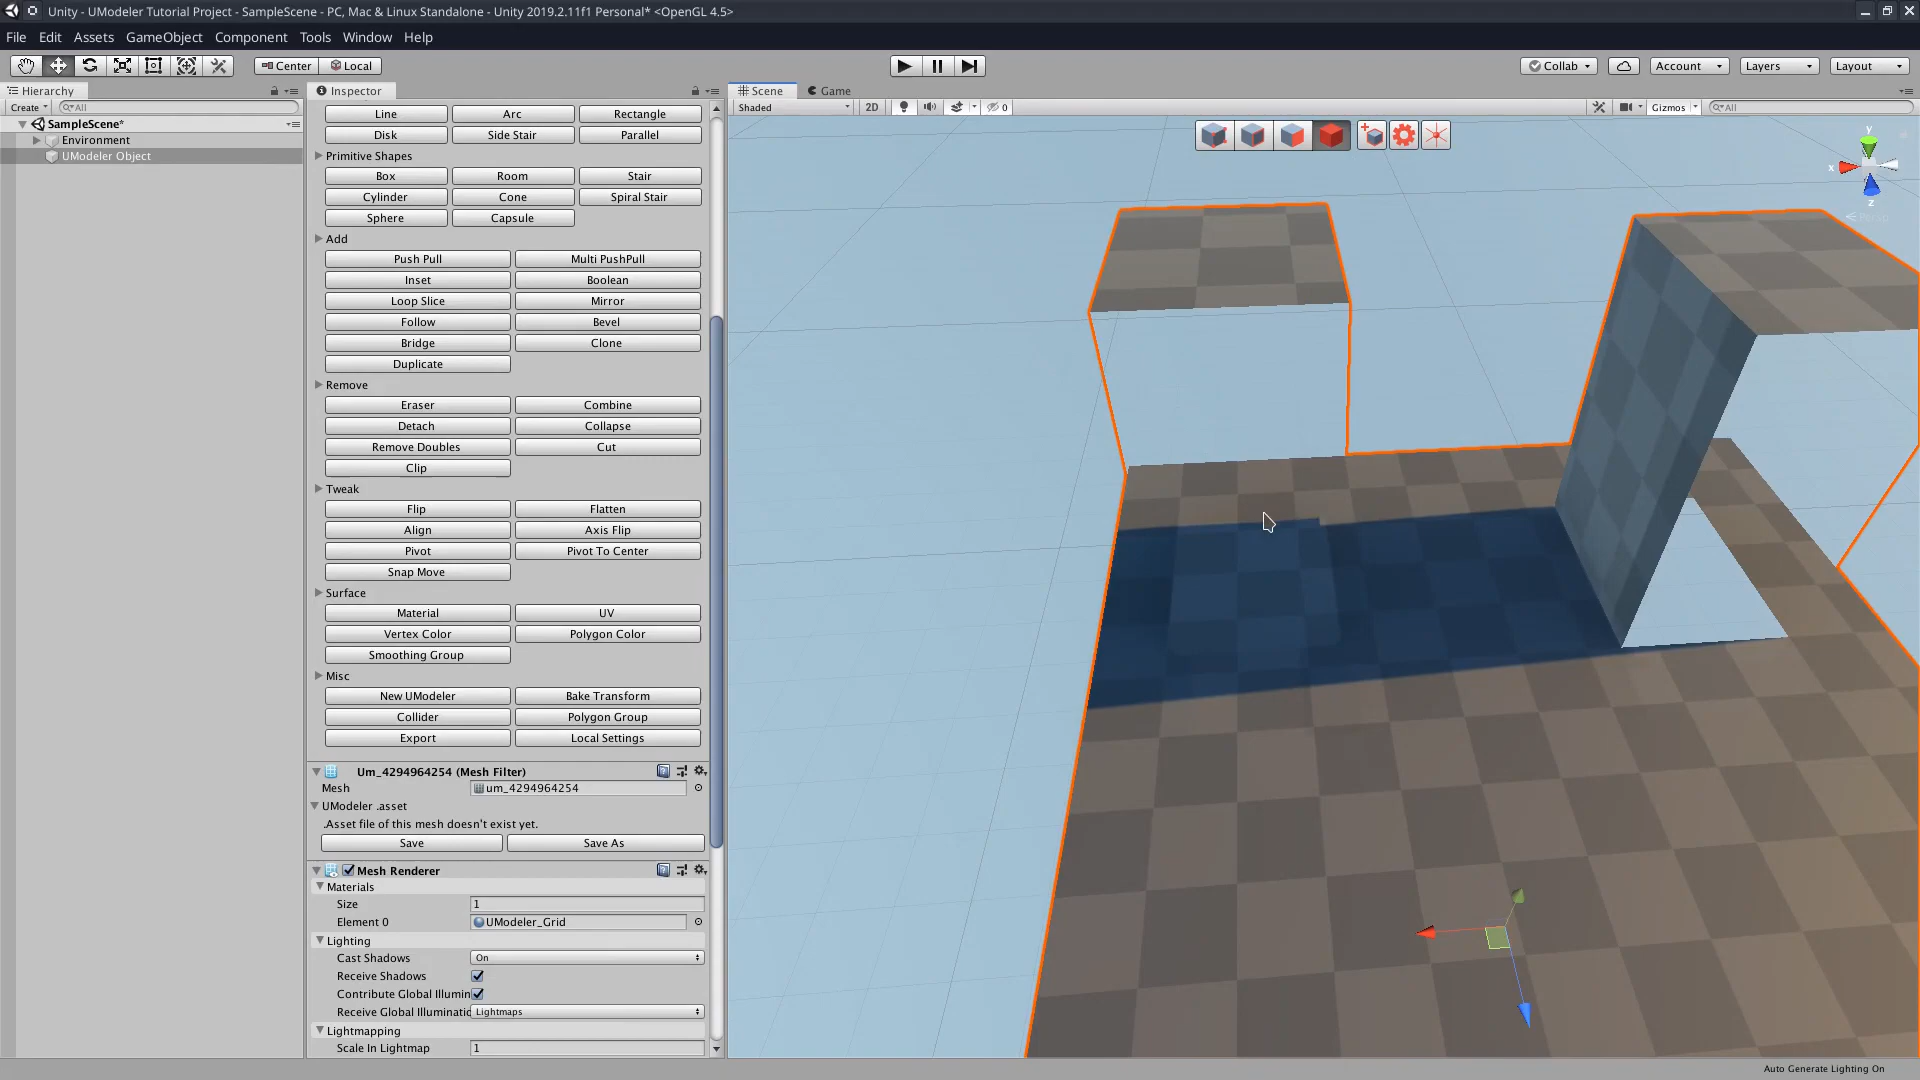 Unity - UModeler Tutorial Project - SampleScene - PC, Mac & Linux Standalone - Unity 2019.2.11f1 Personal* <OpenGL 4.5>
File Edit Assets GameObject Component Tools Window Help
Center Local Collab Account Layers Layout
Hierarchy Inspector Scene Game
Create All Shaded 2D 0 Gizmos All
SampleScene*
Environment
UModeler Object
Line Arc Rectangle
Disk Side Stair Parallel
Primitive Shapes
Box Room Stair
Cylinder Cone Spiral Stair
Sphere Capsule
Add
Push Pull Multi PushPull
Inset Boolean
Loop Slice Mirror
Follow Bevel
Bridge Clone
Duplicate
Remove
Eraser Combine
Detach Collapse
Remove Doubles Cut
Clip
Tweak
Flip Flatten
Align Axis Flip
Pivot Pivot To Center
Snap Move
Surface
Material UV
Vertex Color Polygon Color
Smoothing Group
Misc
New UModeler Bake Transform
Collider Polygon Group
Export Local Settings
Um_4294964254 (Mesh Filter)
Mesh um_4294964254
UModeler .asset
.Asset file of this mesh doesn't exist yet.
Save Save As
Mesh Renderer
Materials
Size 1
Element 0 UModeler_Grid
Lighting
Cast Shadows On
Receive Shadows
Contribute Global Illumin
Receive Global Illuminatic Lightmaps
Lightmapping
Scale In Lightmap 1
y
x
z
Persp
Auto Generate Lighting On